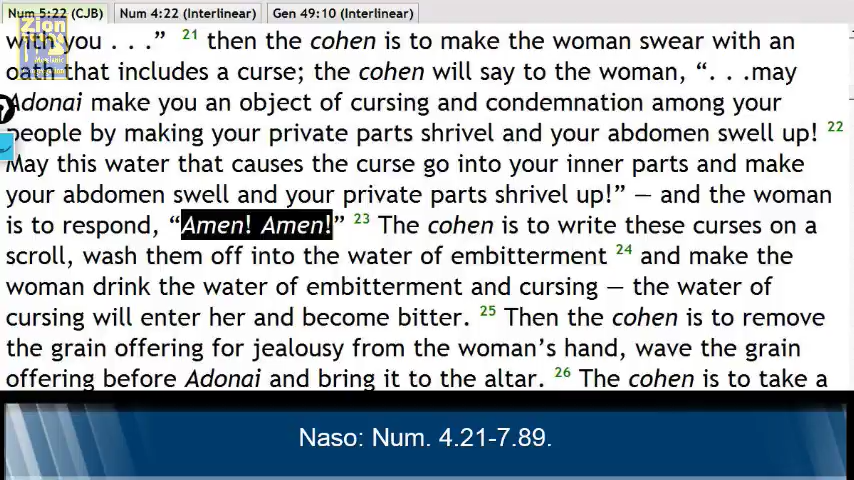 Num 5:22 (CJB) Num 4:22 (Interlinear) Gen 49:10 (Interlinear)
Zion
with you . . .” 21 then the cohen is to make the woman swear with an
oath that includes a curse; the cohen will say to the woman, “. . .may
Adonai make you an object of cursing and condemnation among your
people by making your private parts shrivel and your abdomen swell up! 22
May this water that causes the curse go into your inner parts and make
your abdomen swell and your private parts shrivel up!” — and the woman
is to respond, “Amen! Amen!” 23 The cohen is to write these curses on a
scroll, wash them off into the water of embitterment 24 and make the
woman drink the water of embitterment and cursing — the water of
cursing will enter her and become bitter. 25 Then the cohen is to remove
the grain offering for jealousy from the woman’s hand, wave the grain
offering before Adonai and bring it to the altar. 26 The cohen is to take a
Naso: Num. 4.21-7.89.